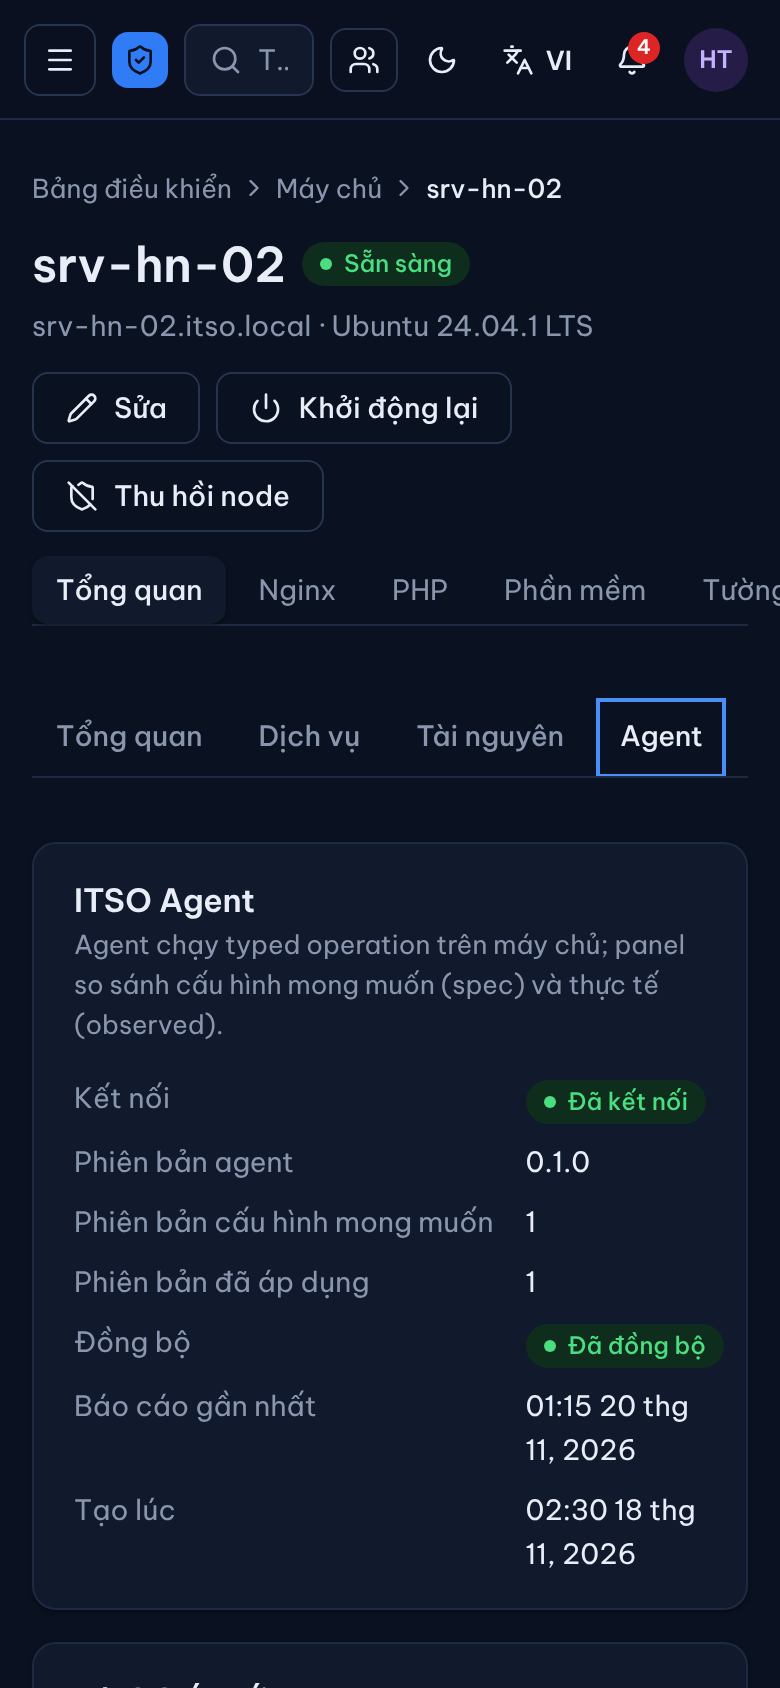 T..
VI
4
HT
Bảng điều khiển > Máy chủ > srv-hn-02
srv-hn-02
Sẵn sàng
srv-hn-02.itso.local · Ubuntu 24.04.1 LTS
Sửa
Khởi động lại
Thu hồi node
Tổng quan Nginx PHP Phần mềm Tường
Tổng quan Dịch vụ Tài nguyên Agent
ITSO Agent
Agent chạy typed operation trên máy chủ; panel
so sánh cấu hình mong muốn (spec) và thực tế
(observed).
Kết nối Đã kết nối
Phiên bản agent 0.1.0
Phiên bản cấu hình mong muốn 1
Phiên bản đã áp dụng 1
Đồng bộ Đã đồng bộ
Báo cáo gần nhất 01:15 20 thg
11, 2026
Tạo lúc 02:30 18 thg
11, 2026